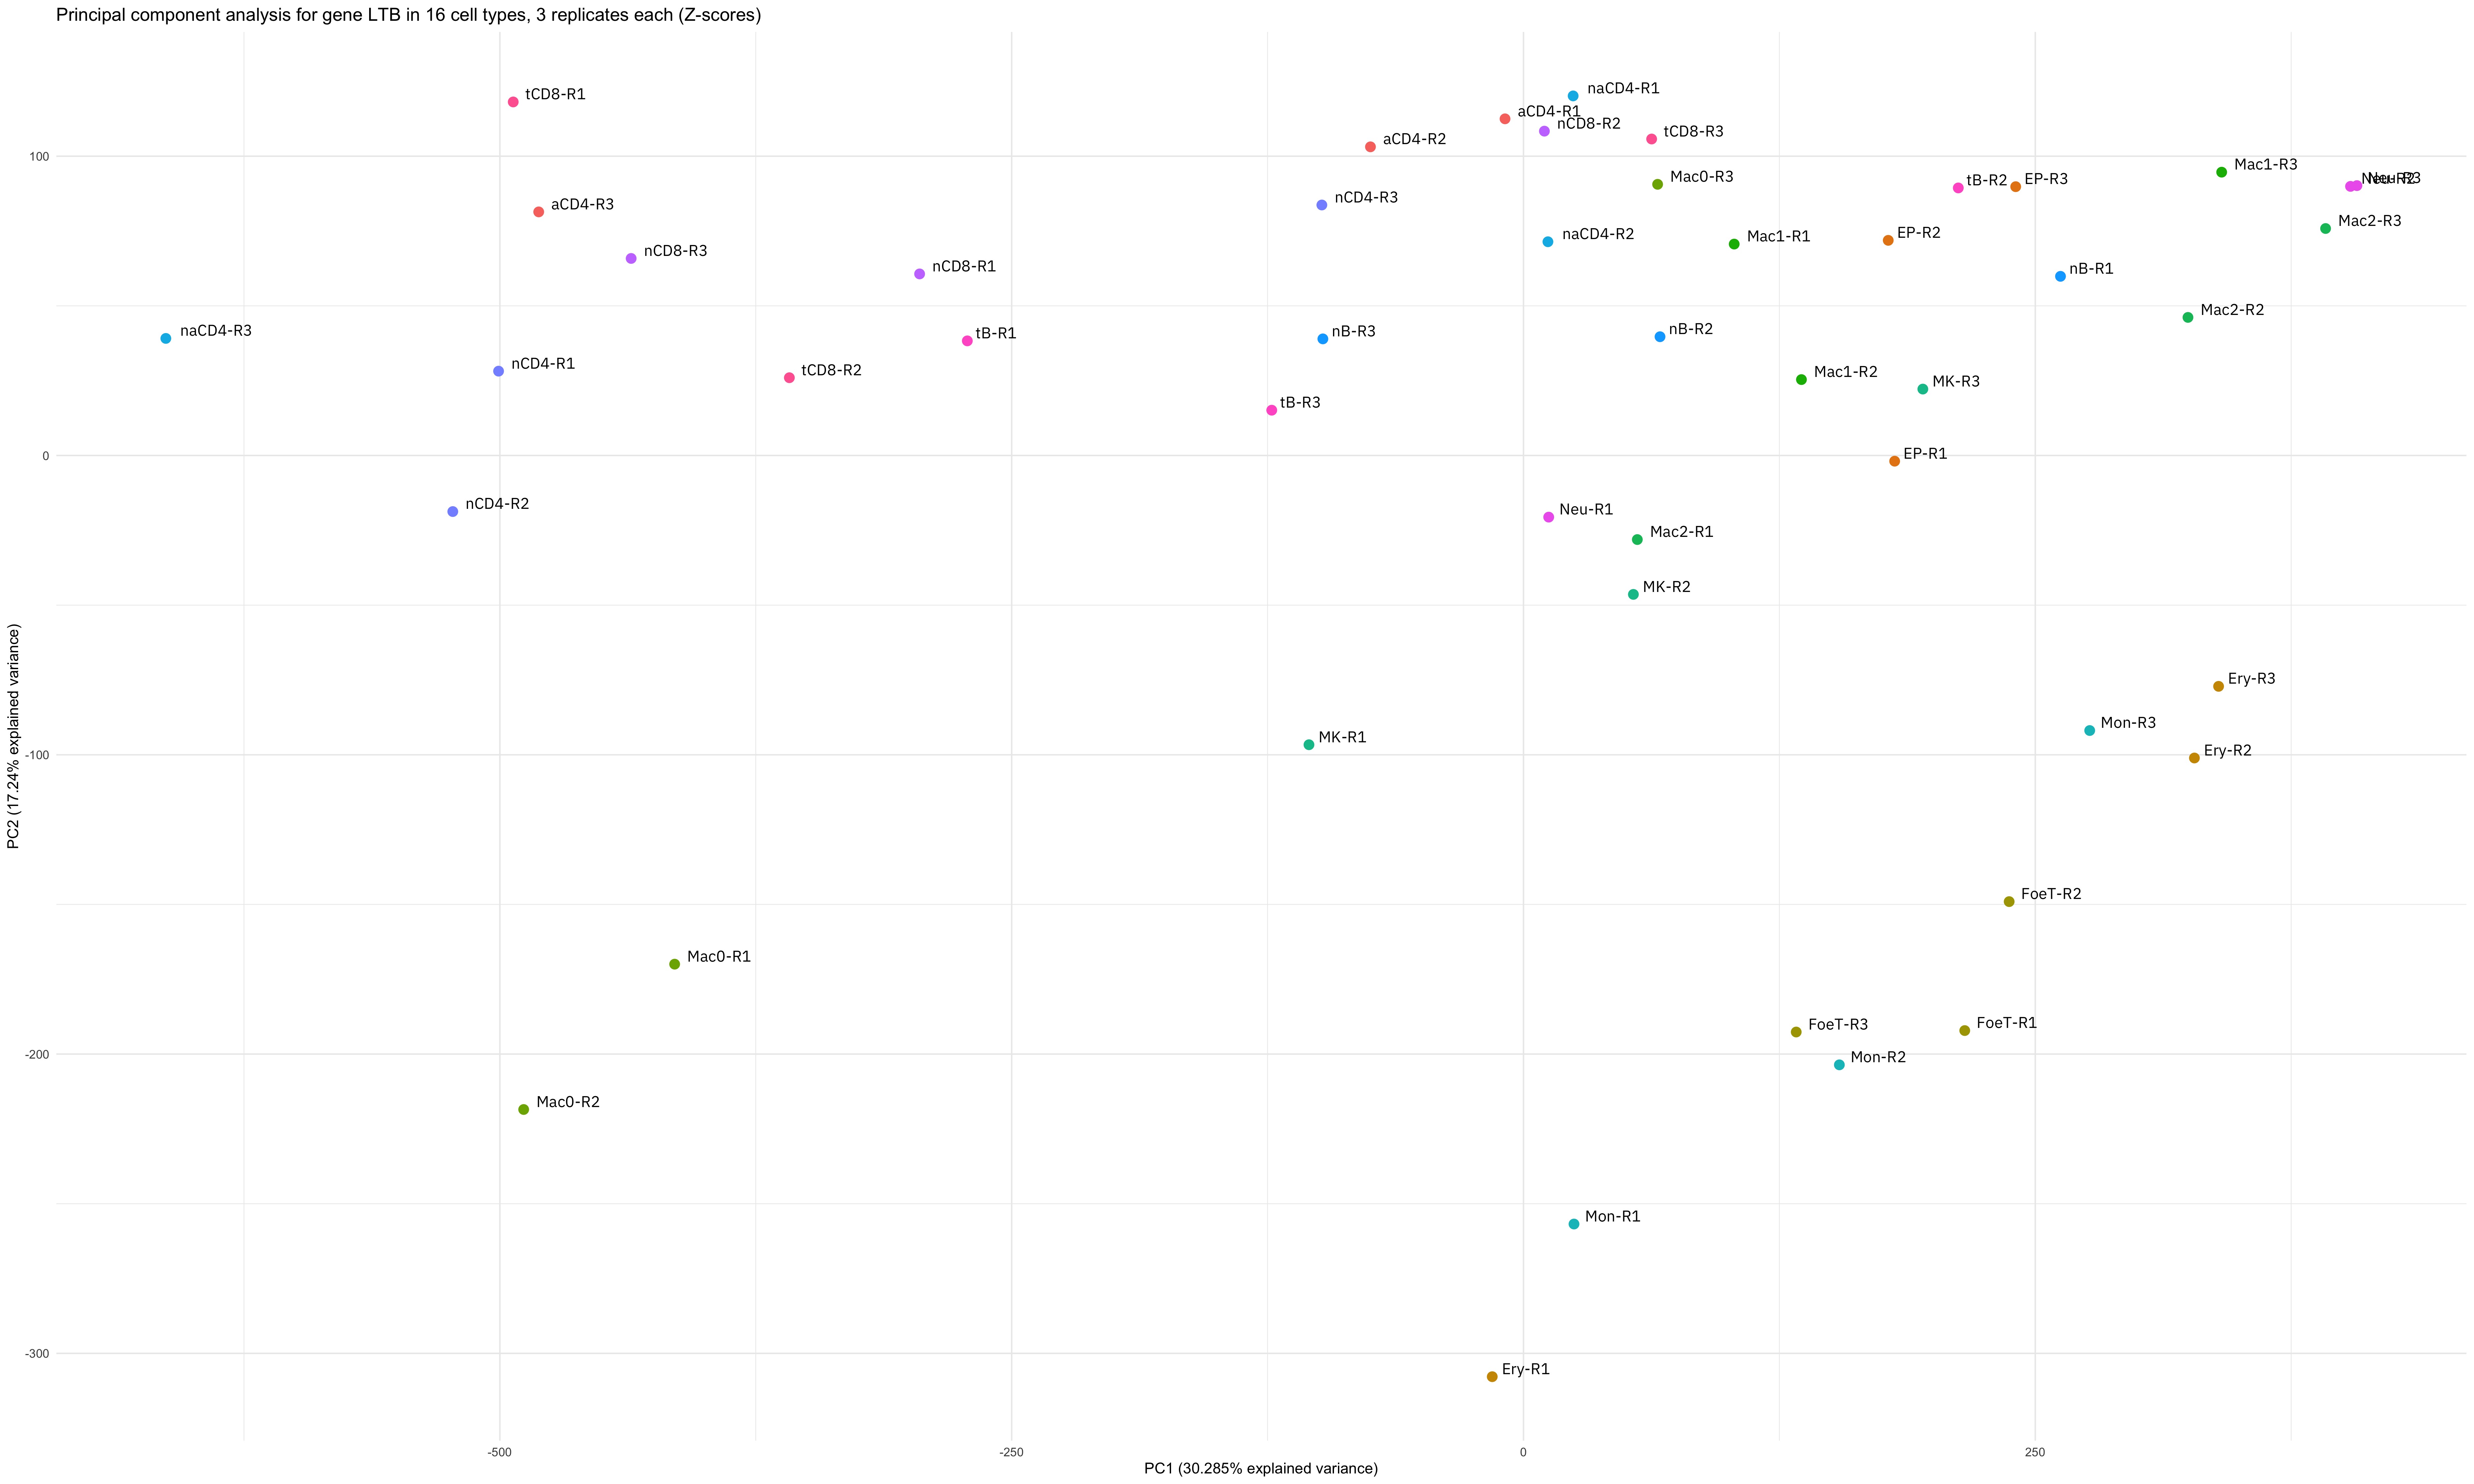 Principal component analysis for gene LTB in 16 cell types, 3 replicates each (Z-scores)
naCD4-R1
tCD8-R1
aCD4-R1
nCD8-R2
tCD8-R3
aCD4-R2
Mac1-R3
Mac0-R3
Neu-R2
Neu-R3
tB-R2
EP-R3
nCD4-R3
aCD4-R3
Mac2-R3
EP-R2
naCD4-R2
Mac1-R1
nCD8-R3
nCD8-R1
nB-R1
Mac2-R2
naCD4-R3
nB-R3
nB-R2
tB-R1
nCD4-R1
tCD8-R2
Mac1-R2
MK-R3
tB-R3
EP-R1
nCD4-R2
Neu-R1
Mac2-R1
MK-R2
Ery-R3
Mon-R3
MK-R1
Ery-R2
FoeT-R2
Mac0-R1
FoeT-R3
FoeT-R1
Mon-R2
Mac0-R2
Mon-R1
Ery-R1
100
0
-100
-200
-300
PC2 (17.24% explained variance)
-500
-250
0
250
PC1 (30.285% explained variance)